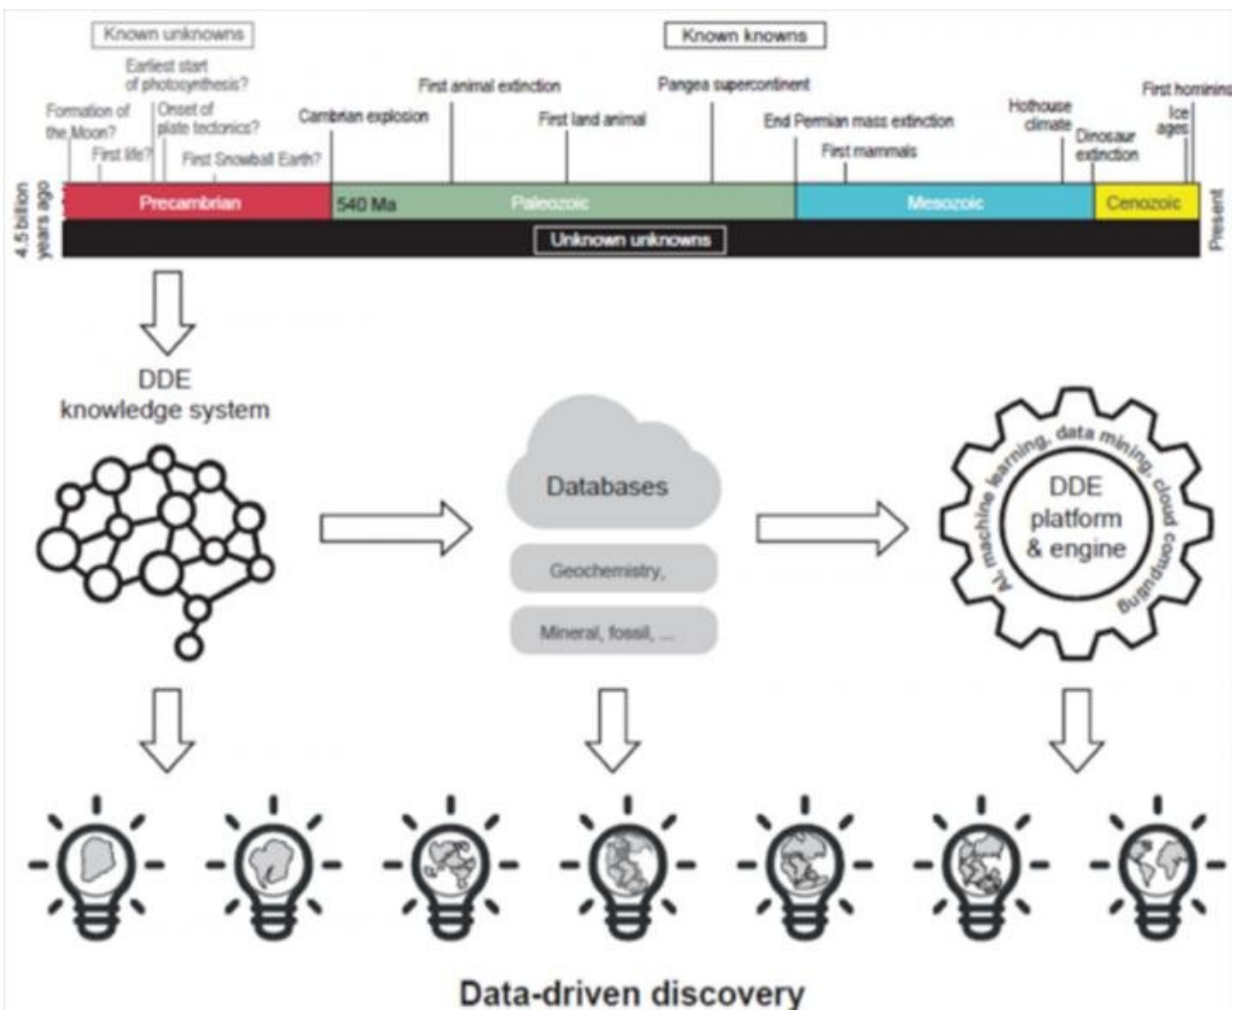 Known unknowns
Known knowns
Earliest start
of photosynthesis?
First animal extinction
Pangea supercontinent
First hominins
Formation of
the Moon?
Onset of
plate tectonics?
Cambrian explosion
First land animal
End Permian mass extinction
Hothouse
climate
Ice
ages
First life?
First Snowball Earth?
First mammals
Dinosaur
extinction
4.5 billion
years ago
Precambrian
540 Ma
Paleozoic
Mesozoic
Cenozoic
Present
Unknown unknowns
DDE
knowledge system
Databases
Geochemistry,
Mineral, fossil, ...
AI, machine learning, data mining, cloud computing
DDE
platform
& engine
Data-driven discovery